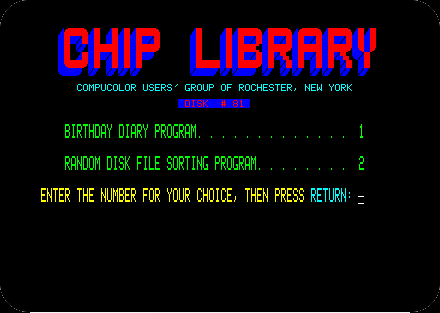 CHIP LIBRARY
COMPUCOLOR USERS' GROUP OF ROCHESTER, NEW YORK
DISK # 81
BIRTHDAY DIARY PROGRAM. . . . . . . . . . . . . . 1
RANDOM DISK FILE SORTING PROGRAM. . . . . . . . 2
ENTER THE NUMBER FOR YOUR CHOICE, THEN PRESS RETURN: _